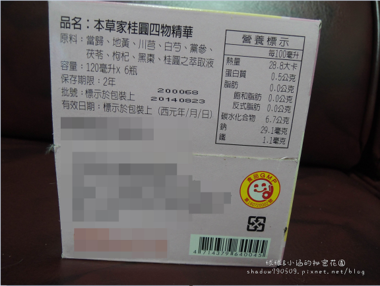 品名：本草家桂圓四物精華
原料：當歸、地黃、川芎、白芍、黨參、
茯苓、枸杞、黑棗、桂圓之萃取液
容量：120毫升x 6瓶
保存期限：2年
批號：標示於包裝上 200068
有效日期：標示於包裝上（西元年/月/日）
20140823
營養標示
每100毫升
熱量 28.8大卡
蛋白質 0.5公克
脂肪 0.0公克
飽和脂肪 0.0公克
反式脂肪 0.0公克
碳水化合物 6.7公克
鈉 29.1毫克
鐵 1.1毫克
shadow790509.pixnet.net/blog